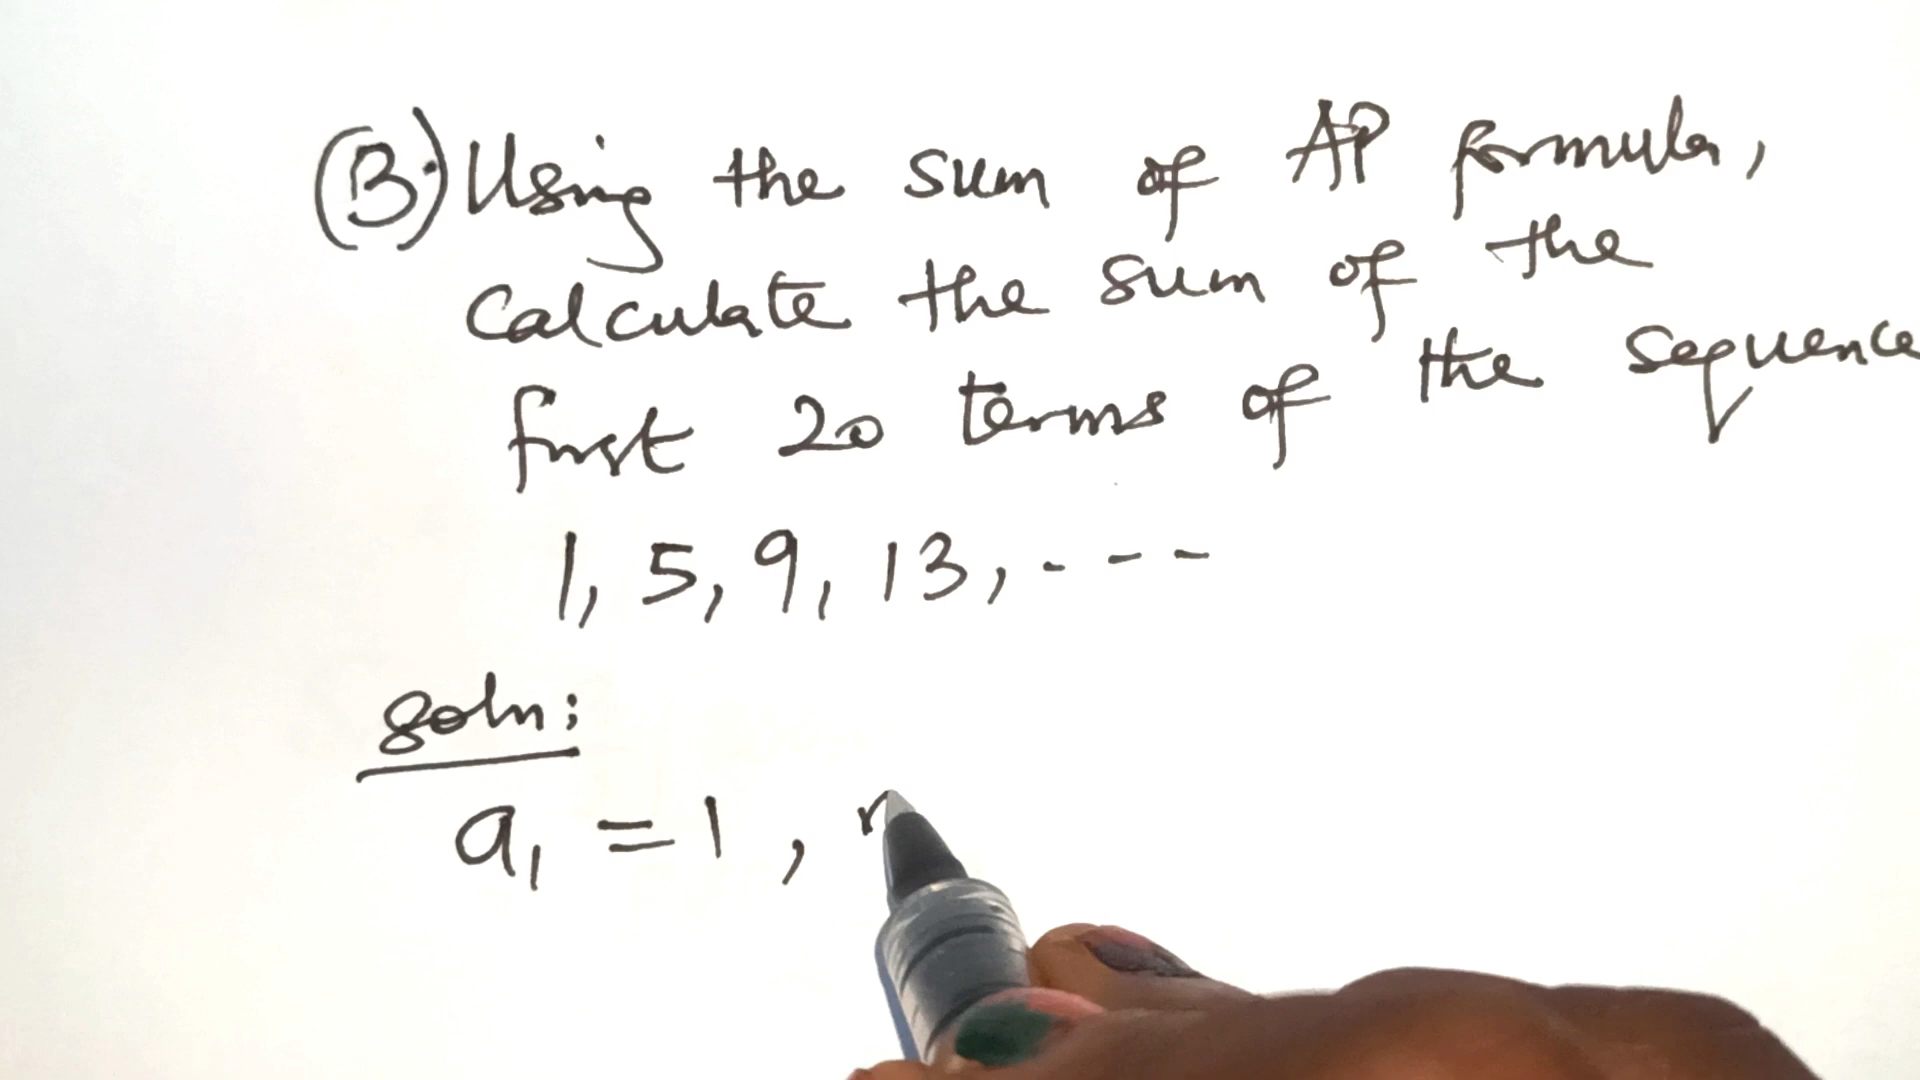 (B.) Using the sum of AP formula,
Calculate the sum of the
first 20 terms of the sequence
1, 5, 9, 13, - - - -
soln:
a₁ = 1 , n